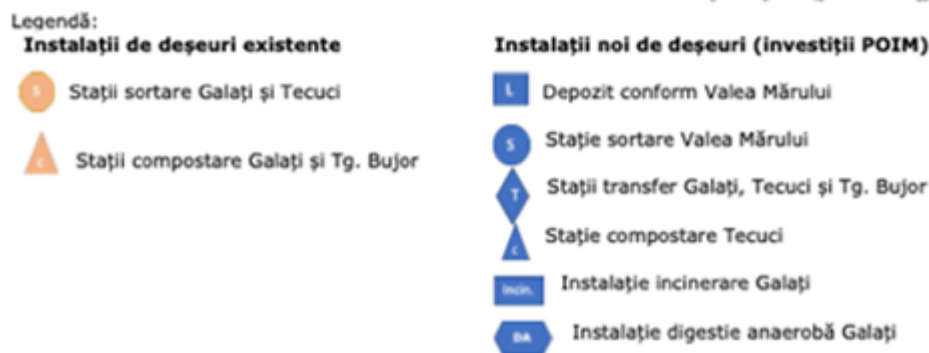 Legendă:
Instalații de deșeuri existente
S Stații sortare Galați și Tecuci
C Stații compostare Galați și Tg. Bujor
Instalații noi de deșeuri (investiții POIM)
L Depozit conform Valea Mărului
S Stație sortare Valea Mărului
T Stații transfer Galați, Tecuci și Tg. Bujor
C Stație compostare Tecuci
Incin. Instalație incinerare Galați
DA Instalație digestie anaerobă Galați